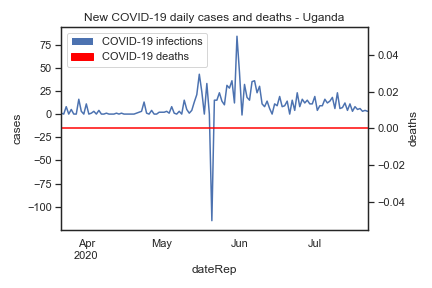 New COVID-19 daily cases and deaths - Uganda
COVID-19 infections
COVID-19 deaths
75
50
25
0
−25
−50
−75
−100
cases
0.04
0.02
0.00
−0.02
−0.04
deaths
Apr
2020
May
Jun
Jul
dateRep